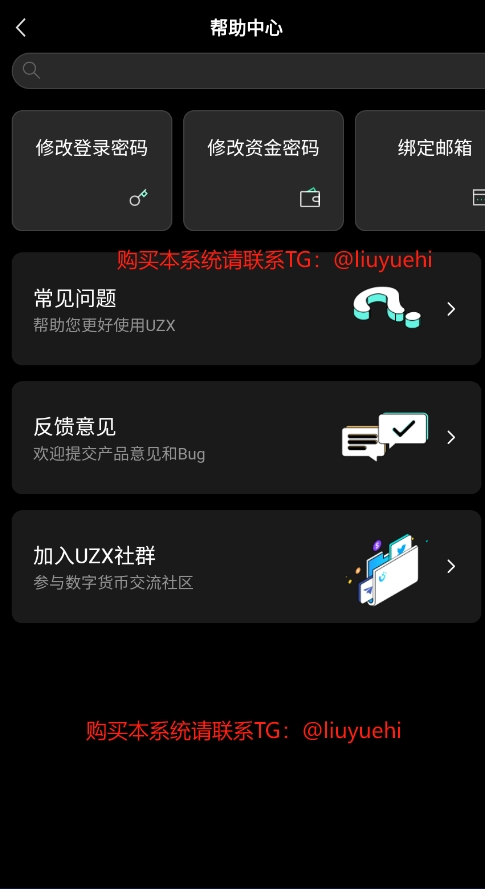 帮助中心
修改登录密码
修改资金密码
绑定邮箱
购买本系统请联系TG：@liuyuehi
常见问题
帮助您更好使用UZX
反馈意见
欢迎提交产品意见和Bug
加入UZX社群
参与数字货币交流社区
购买本系统请联系TG：@liuyuehi